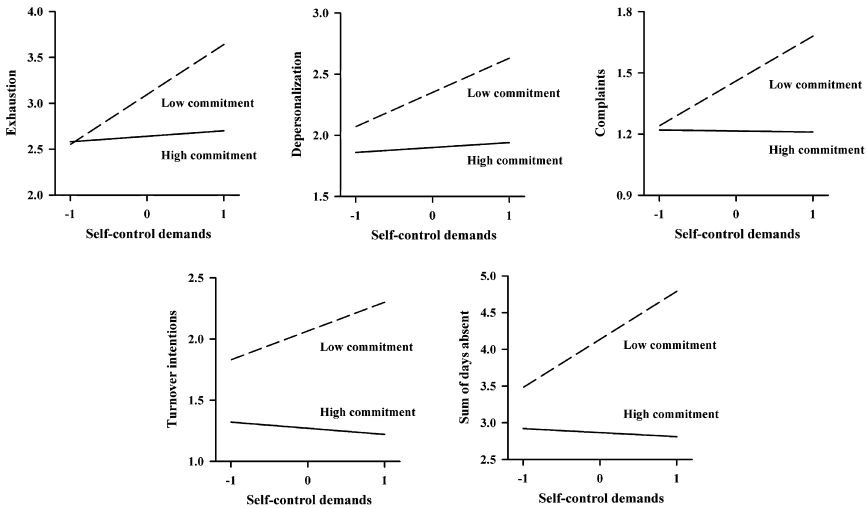 Exhaustion
4.0
3.5
3.0
2.5
2.0
Low commitment
High commitment
-1 0 1
Self-control demands
Depersonalization
3.0
2.5
2.0
1.5
Low commitment
High commitment
-1 0 1
Self-control demands
Complaints
1.8
1.5
1.2
0.9
Low commitment
High commitment
-1 0 1
Self-control demands
Turnover intentions
2.5
2.0
1.5
1.0
Low commitment
High commitment
-1 0 1
Self-control demands
Sum of days absent
5.0
4.5
4.0
3.5
3.0
2.5
Low commitment
High commitment
-1 0 1
Self-control demands